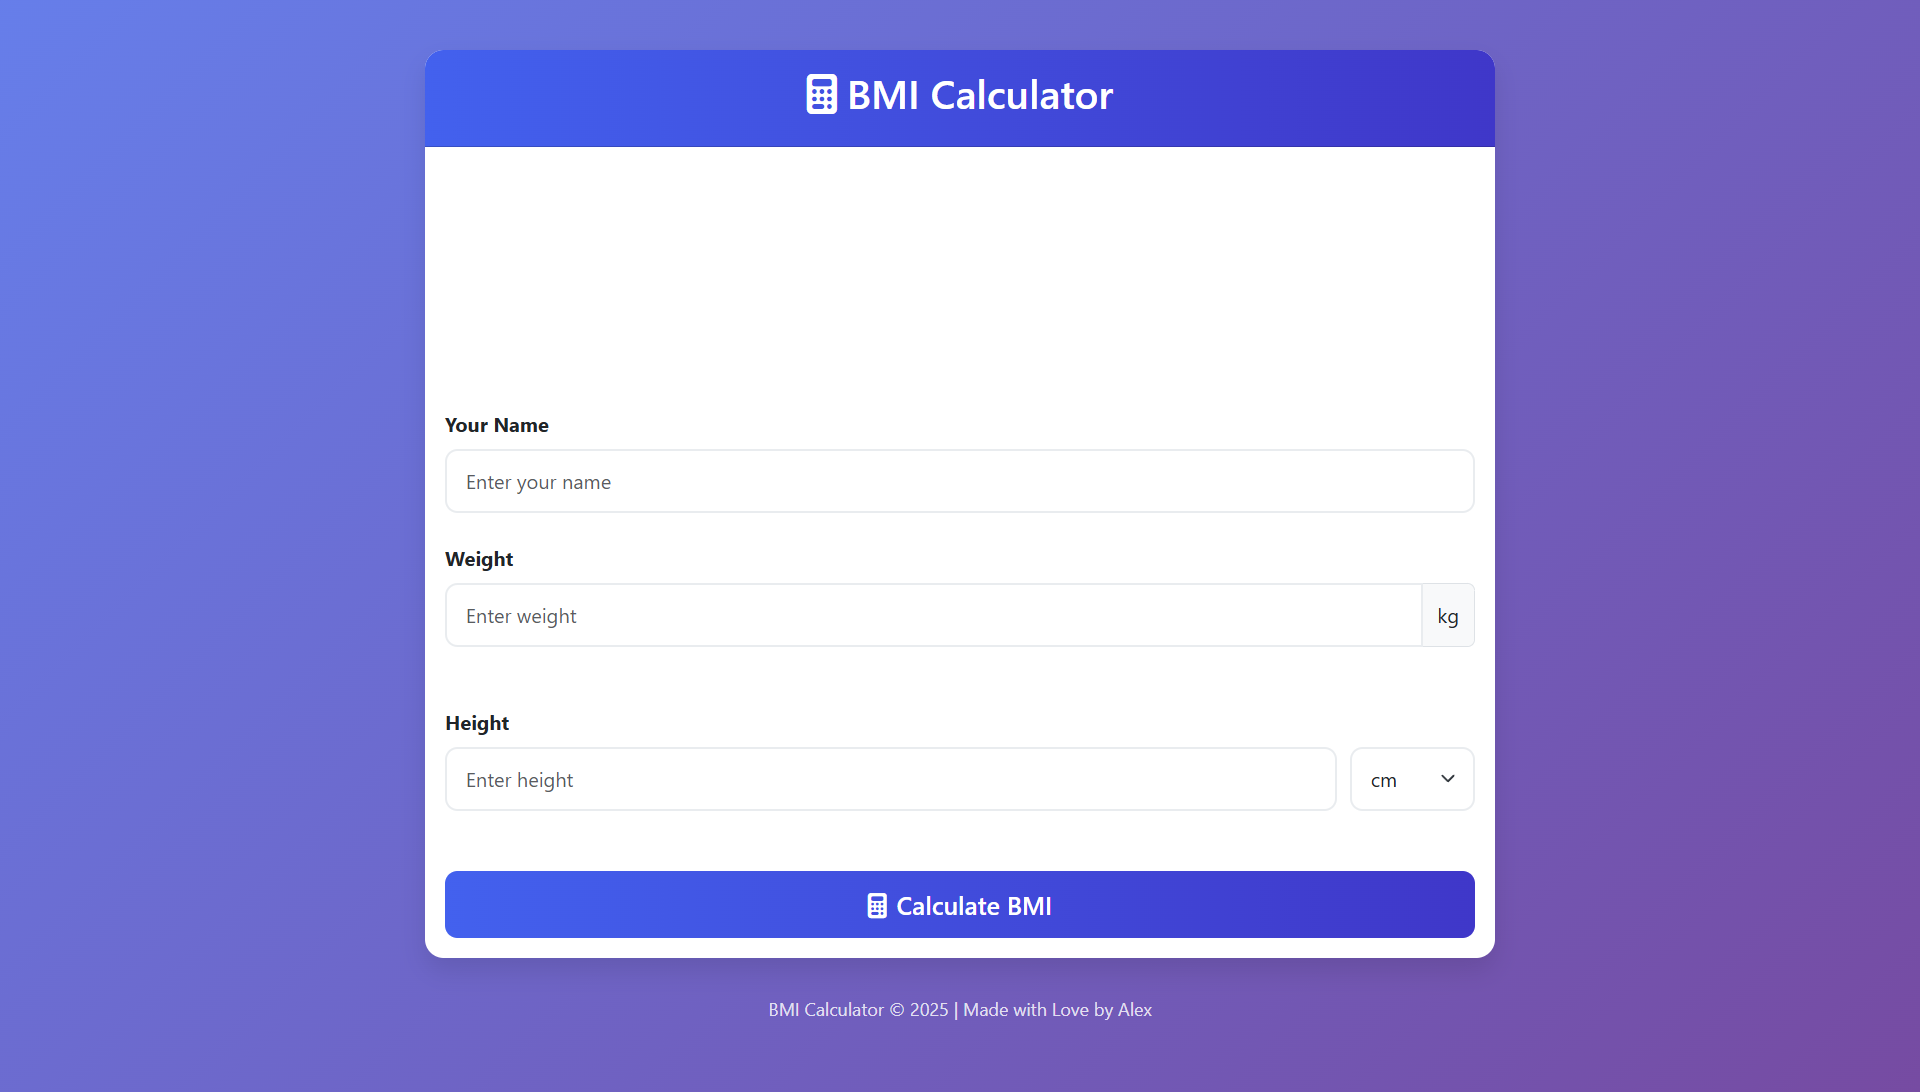 BMI Calculator
Your Name
Enter your name
Weight
Enter weight
kg
Height
Enter height
cm
Calculate BMI
BMI Calculator © 2025 | Made with Love by Alex